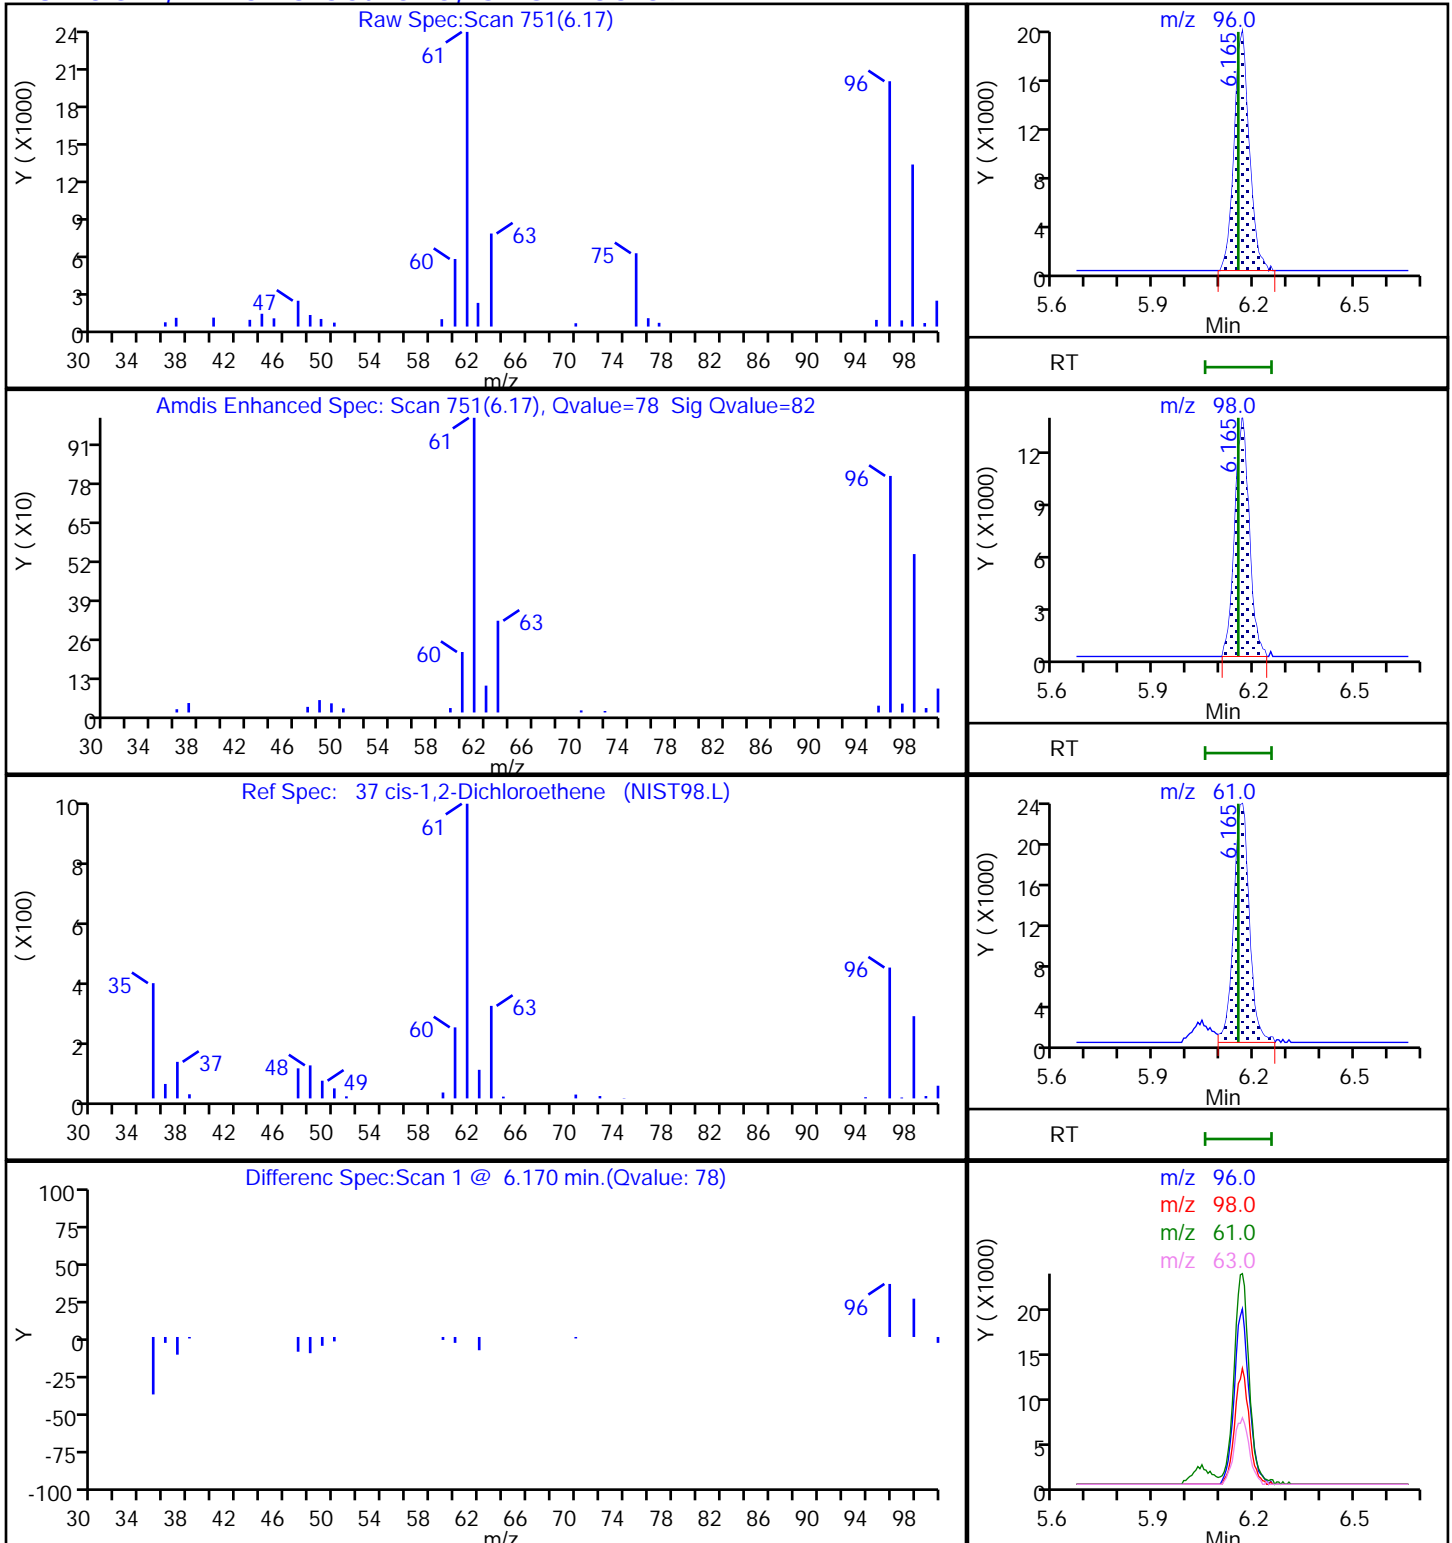 Raw Spec:Scan 751(6.17)
Y ( X1000)
24
21
18
15
12
9
6
3
0
61
96
60
63
75
47
30 34 38 42 46 50 54 58 62 66 70 74 78 82 86 90 94 98
m/z
m/z 96.0
Y ( X1000)
20
16
12
8
4
0
6.165
5.6 5.9 6.2 6.5
Min
RT
Amdis Enhanced Spec: Scan 751(6.17), Qvalue=78 Sig Qvalue=82
Y ( X10)
91
78
65
52
39
26
13
0
61
96
60
63
30 34 38 42 46 50 54 58 62 66 70 74 78 82 86 90 94 98
m/z
m/z 98.0
Y ( X1000)
12
9
6
3
0
6.165
5.6 5.9 6.2 6.5
Min
RT
Ref Spec: 37 cis-1,2-Dichloroethene (NIST98.L)
( X100)
10
8
6
4
2
0
61
96
35
37
48
49
60
63
30 34 38 42 46 50 54 58 62 66 70 74 78 82 86 90 94 98
m/z
m/z 61.0
Y ( X1000)
24
20
16
12
8
4
0
6.165
5.6 5.9 6.2 6.5
Min
RT
Differenc Spec:Scan 1 @ 6.170 min.(Qvalue: 78)
Y
100
75
50
25
0
-25
-50
-75
-100
96
30 34 38 42 46 50 54 58 62 66 70 74 78 82 86 90 94 98
m/z
m/z 96.0
m/z 98.0
m/z 61.0
m/z 63.0
Y ( X1000)
20
15
10
5
0
5.6 5.9 6.2 6.5
Min